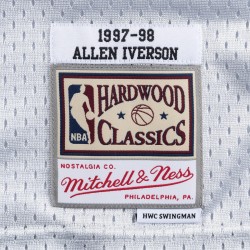 1997-98
ALLEN IVERSON
HARDWOOD
NBA
CLASSICS
NOSTALGIA CO.
Mitchell & Ness
PHILADELPHIA, PA.
HWC SWINGMAN